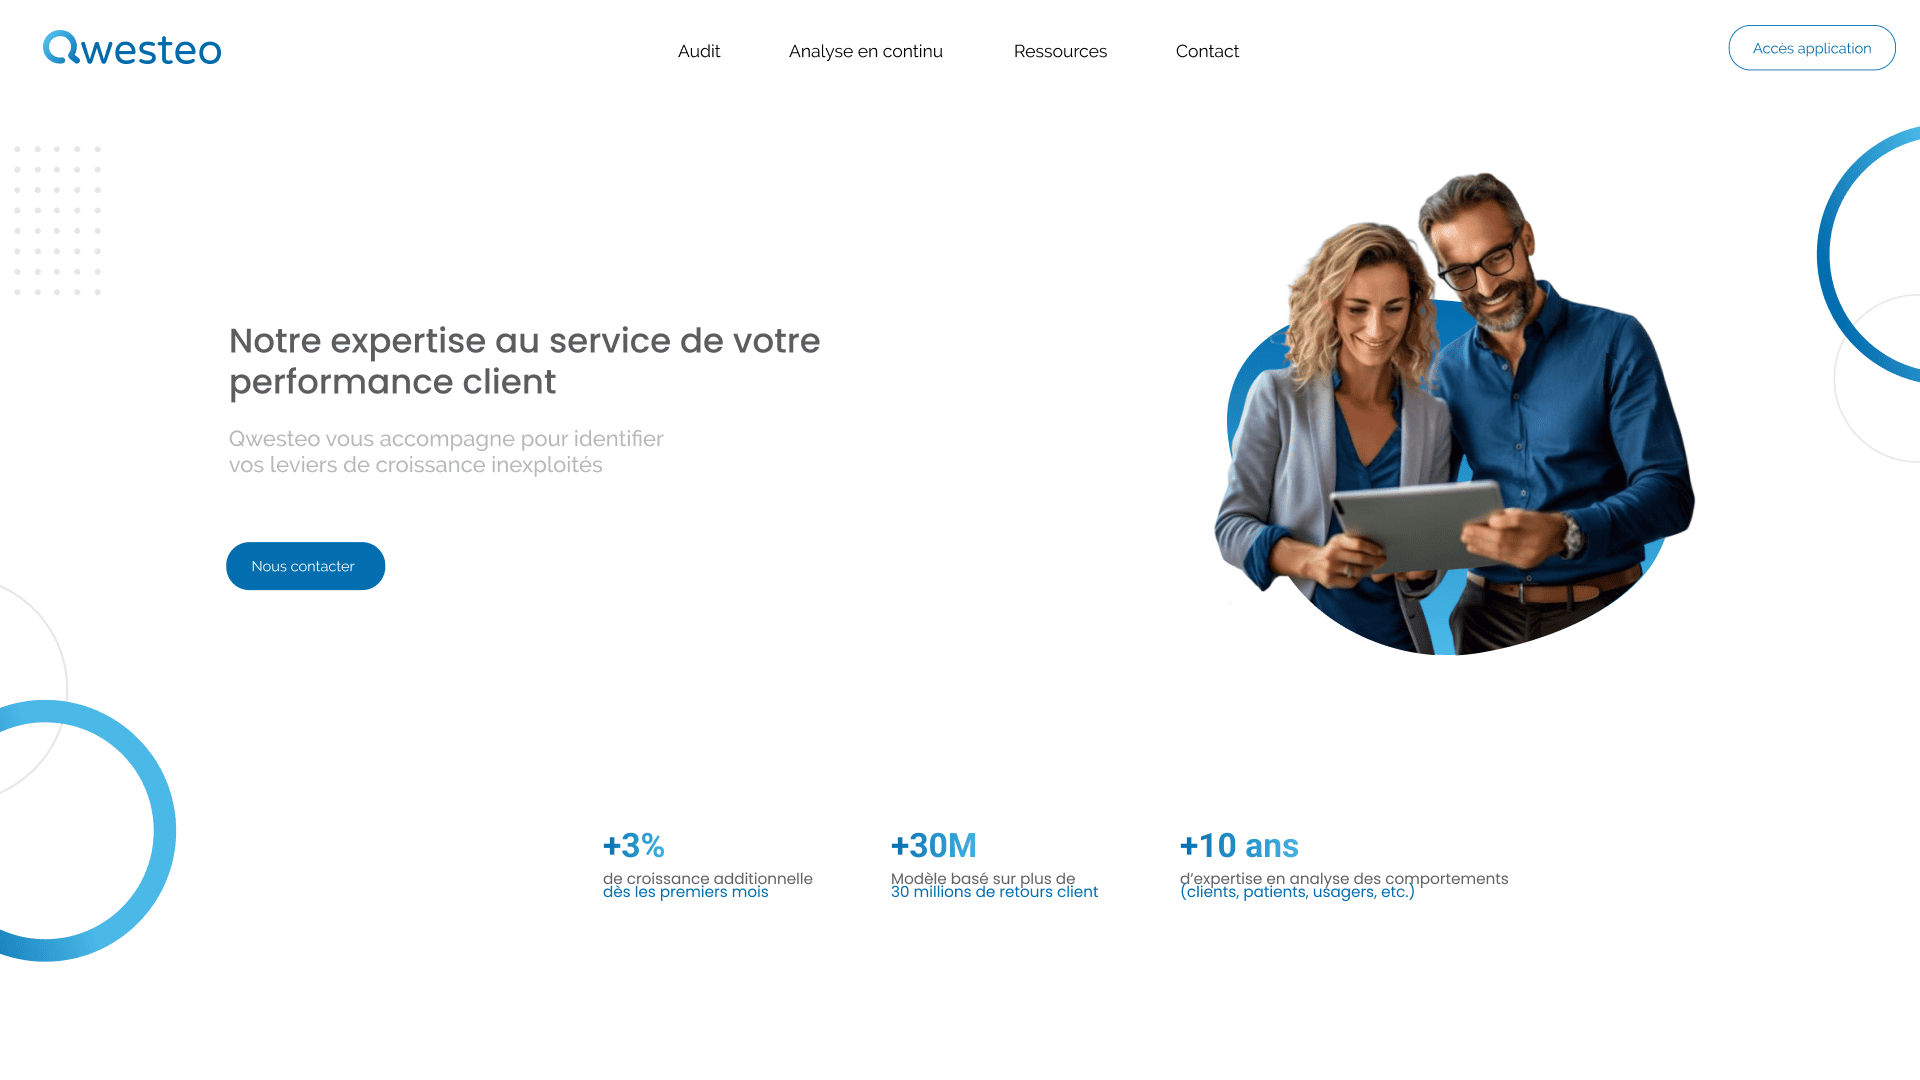 Qwesteo
Audit
Analyse en continu
Ressources
Contact
Accès application
Notre expertise au service de votre
performance client
Qwesteo vous accompagne pour identifier
vos leviers de croissance inexploités
Nous contacter
+3%
de croissance additionnelle
dès les premiers mois
+30M
Modèle basé sur plus de
30 millions de retours client
+10 ans
d’expertise en analyse des comportements
(clients, patients, usagers, etc.)